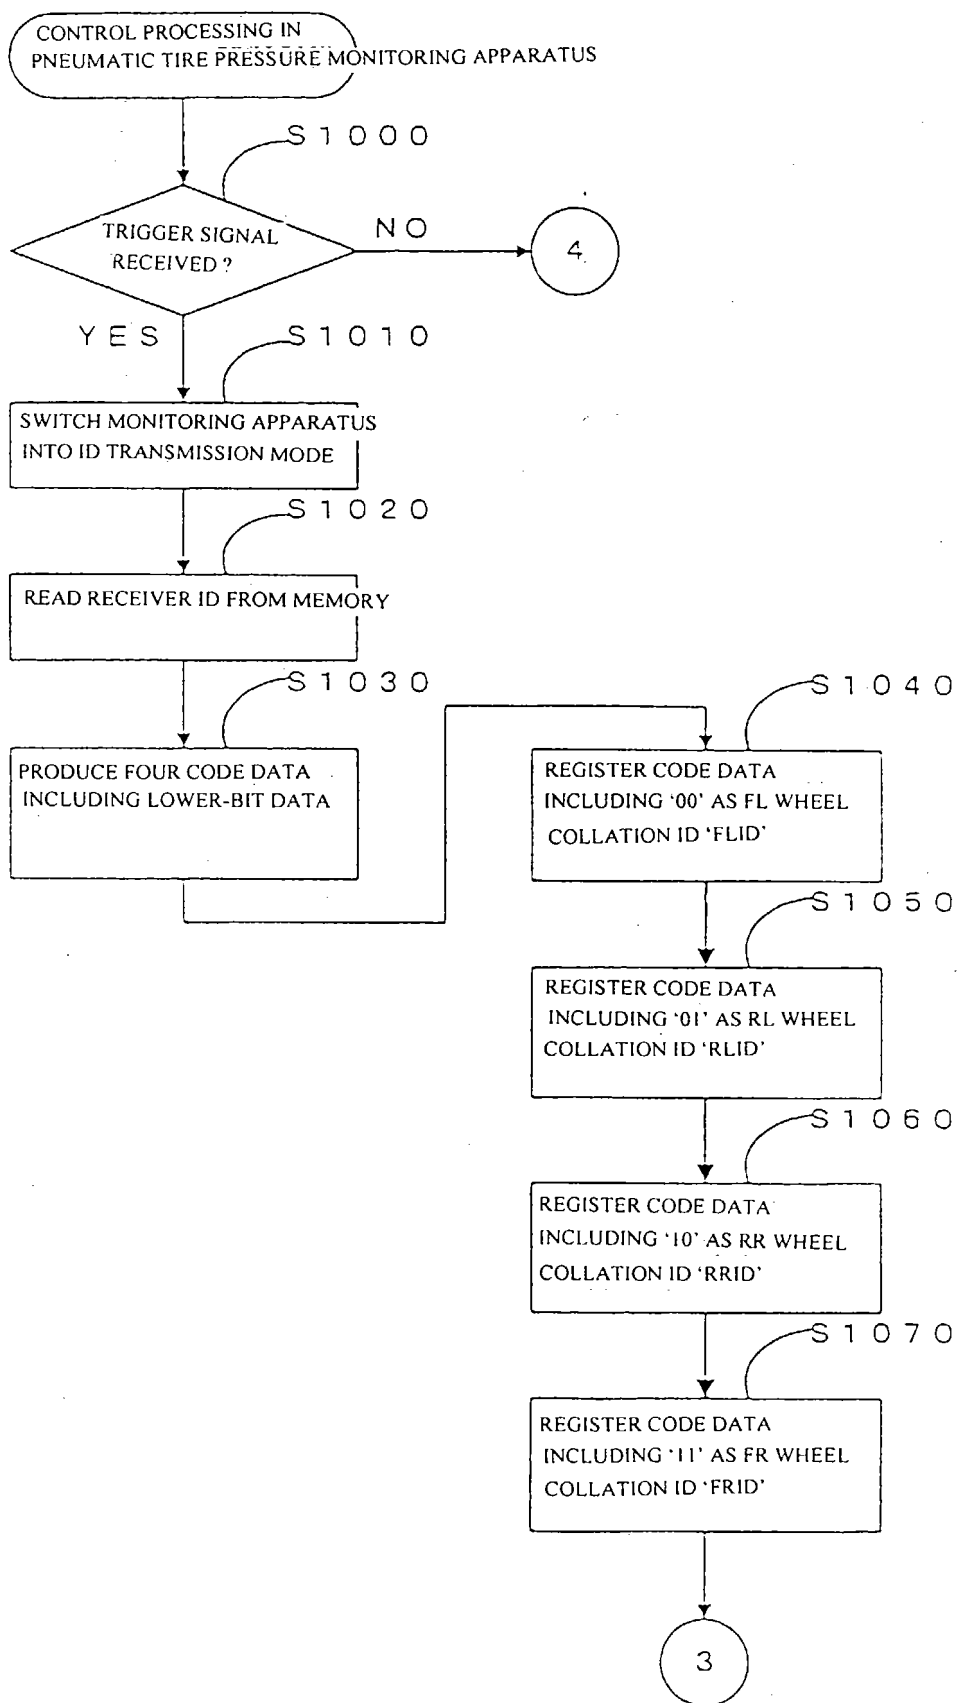 CONTROL PROCESSING IN
PNEUMATIC TIRE PRESSURE MONITORING APPARATUS
S1000
TRIGGER SIGNAL
RECEIVED ?
NO
4
YES
S1010
SWITCH MONITORING APPARATUS
INTO ID TRANSMISSION MODE
S1020
READ RECEIVER ID FROM MEMORY
S1030
PRODUCE FOUR CODE DATA
INCLUDING LOWER-BIT DATA
S1040
REGISTER CODE DATA
INCLUDING ‘00’ AS FL WHEEL
COLLATION ID ‘FLID’
S1050
REGISTER CODE DATA
INCLUDING ‘01’ AS RL WHEEL
COLLATION ID ‘RLID’
S1060
REGISTER CODE DATA
INCLUDING ‘10’ AS RR WHEEL
COLLATION ID ‘RRID’
S1070
REGISTER CODE DATA
INCLUDING ‘11’ AS FR WHEEL
COLLATION ID ‘FRID’
3